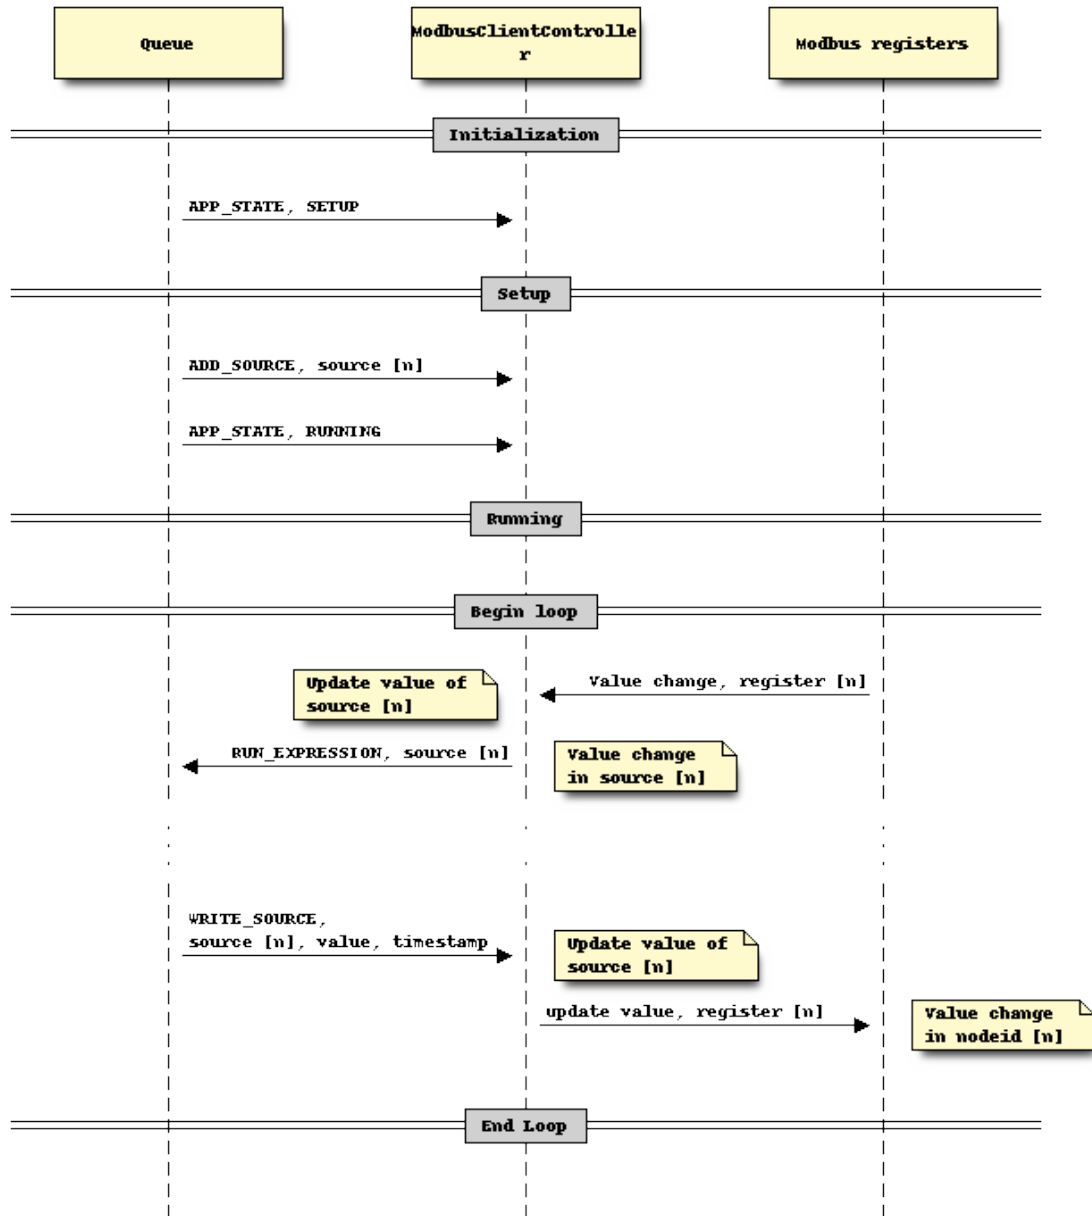 Queue
ModbusClientControlle
r
Modbus registers
Initialization
APP_STATE, SETUP
Setup
ADD_SOURCE, source [n]
APP_STATE, RUNNING
Running
Begin loop
Update value of
source [n]
Value change, register [n]
RUN_EXPRESSION, source [n]
Value change
in source [n]
WRITE_SOURCE,
source [n], value, timestamp
Update value of
source [n]
update value, register [n]
Value change
in nodeid [n]
End Loop